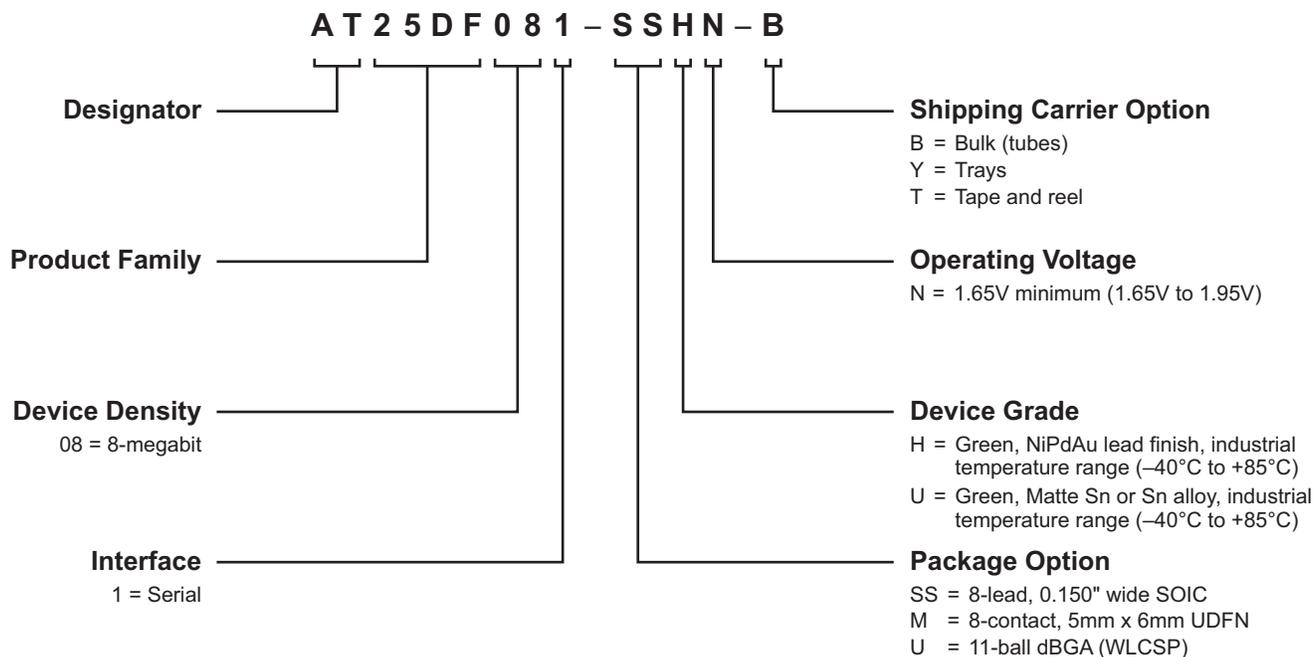 AT25DF081–SSHN–B
Designator
Product Family
Device Density
08 = 8-megabit
Interface
1 = Serial
Shipping Carrier Option
B = Bulk (tubes)
Y = Trays
T = Tape and reel
Operating Voltage
N = 1.65V minimum (1.65V to 1.95V)
Device Grade
H = Green, NiPdAu lead finish, industrial
temperature range (–40°C to +85°C)
U = Green, Matte Sn or Sn alloy, industrial
temperature range (–40°C to +85°C)
Package Option
SS = 8-lead, 0.150" wide SOIC
M = 8-contact, 5mm x 6mm UDFN
U = 11-ball dBGA (WLCSP)